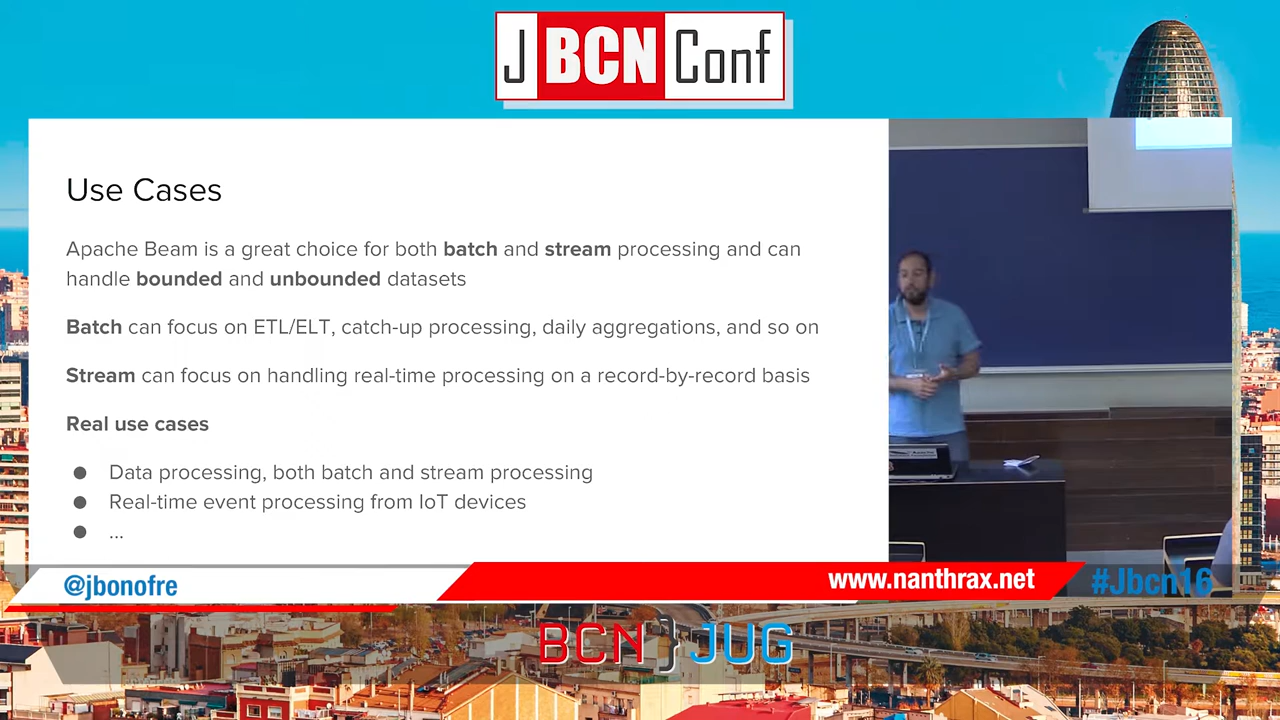 J BCN Conf
Use Cases
Apache Beam is a great choice for both batch and stream processing and can
handle bounded and unbounded datasets
Batch can focus on ETL/ELT, catch-up processing, daily aggregations, and so on
Stream can focus on handling real-time processing on a record-by-record basis
Real use cases
● Data processing, both batch and stream processing
● Real-time event processing from IoT devices
● ...
@jbonofre
www.nanthrax.net
#Jbcn16
BCN JUG